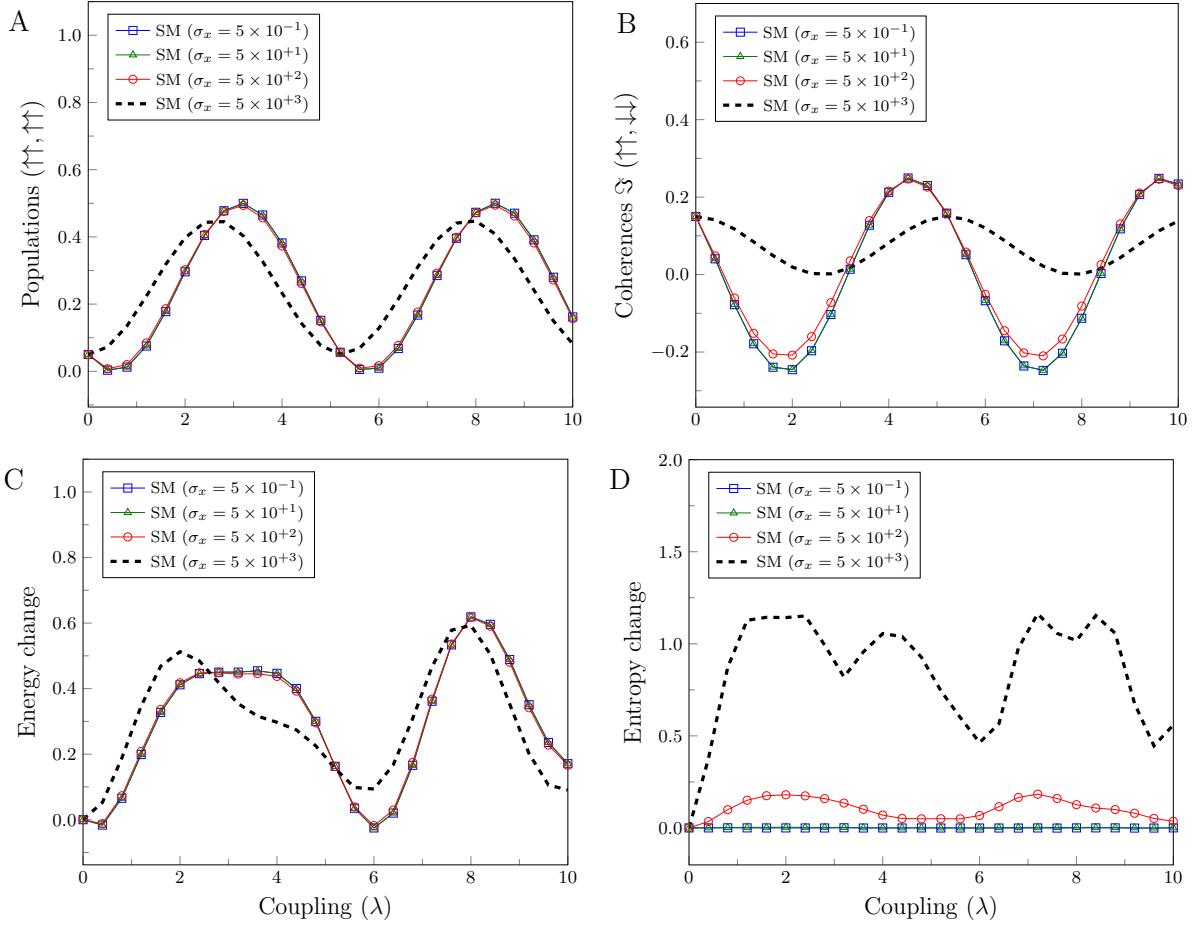 A
1.0
0.8
0.6
0.4
0.2
0.0
Populations (↑↑, ↑↑)
SM (σₓ = 5 × 10⁻¹)
SM (σₓ = 5 × 10⁺¹)
SM (σₓ = 5 × 10⁺²)
SM (σₓ = 5 × 10⁺³)
0 2 4 6 8 10
B
0.6
0.4
0.2
0.0
−0.2
Coherences ℑ (↑↑, ↓↓)
SM (σₓ = 5 × 10⁻¹)
SM (σₓ = 5 × 10⁺¹)
SM (σₓ = 5 × 10⁺²)
SM (σₓ = 5 × 10⁺³)
0 2 4 6 8 10
C
1.0
0.8
0.6
0.4
0.2
0.0
Energy change
SM (σₓ = 5 × 10⁻¹)
SM (σₓ = 5 × 10⁺¹)
SM (σₓ = 5 × 10⁺²)
SM (σₓ = 5 × 10⁺³)
0 2 4 6 8 10
Coupling (λ)
D
2.0
1.5
1.0
0.5
0.0
Entropy change
SM (σₓ = 5 × 10⁻¹)
SM (σₓ = 5 × 10⁺¹)
SM (σₓ = 5 × 10⁺²)
SM (σₓ = 5 × 10⁺³)
0 2 4 6 8 10
Coupling (λ)